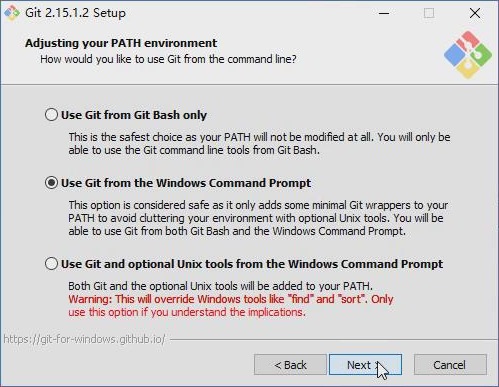 Git 2.15.1.2 Setup
Adjusting your PATH environment
How would you like to use Git from the command line?
Use Git from Git Bash only
This is the safest choice as your PATH will not be modified at all. You will only be
able to use the Git command line tools from Git Bash.
Use Git from the Windows Command Prompt
This option is considered safe as it only adds some minimal Git wrappers to your
PATH to avoid cluttering your environment with optional Unix tools. You will be
able to use Git from both Git Bash and the Windows Command Prompt.
Use Git and optional Unix tools from the Windows Command Prompt
Both Git and the optional Unix tools will be added to your PATH.
Warning: This will override Windows tools like "find" and "sort". Only
use this option if you understand the implications.
https://git-for-windows.github.io/
< Back
Next >
Cancel